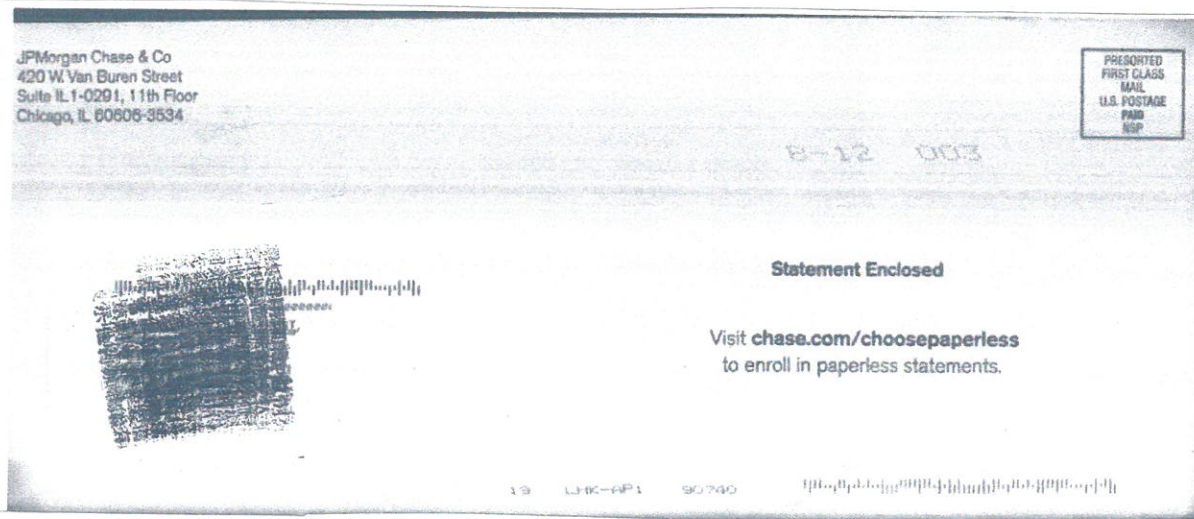 JPMorgan Chase & Co
420 W. Van Buren Street
Suite IL1-0291, 11th Floor
Chicago, IL 60606-3534
PRESORTED
FIRST CLASS
MAIL
U.S. POSTAGE
PAID
NSP
8-12 003
Statement Enclosed
Visit chase.com/choosepaperless
to enroll in paperless statements.
19 LHK-AP1 90740